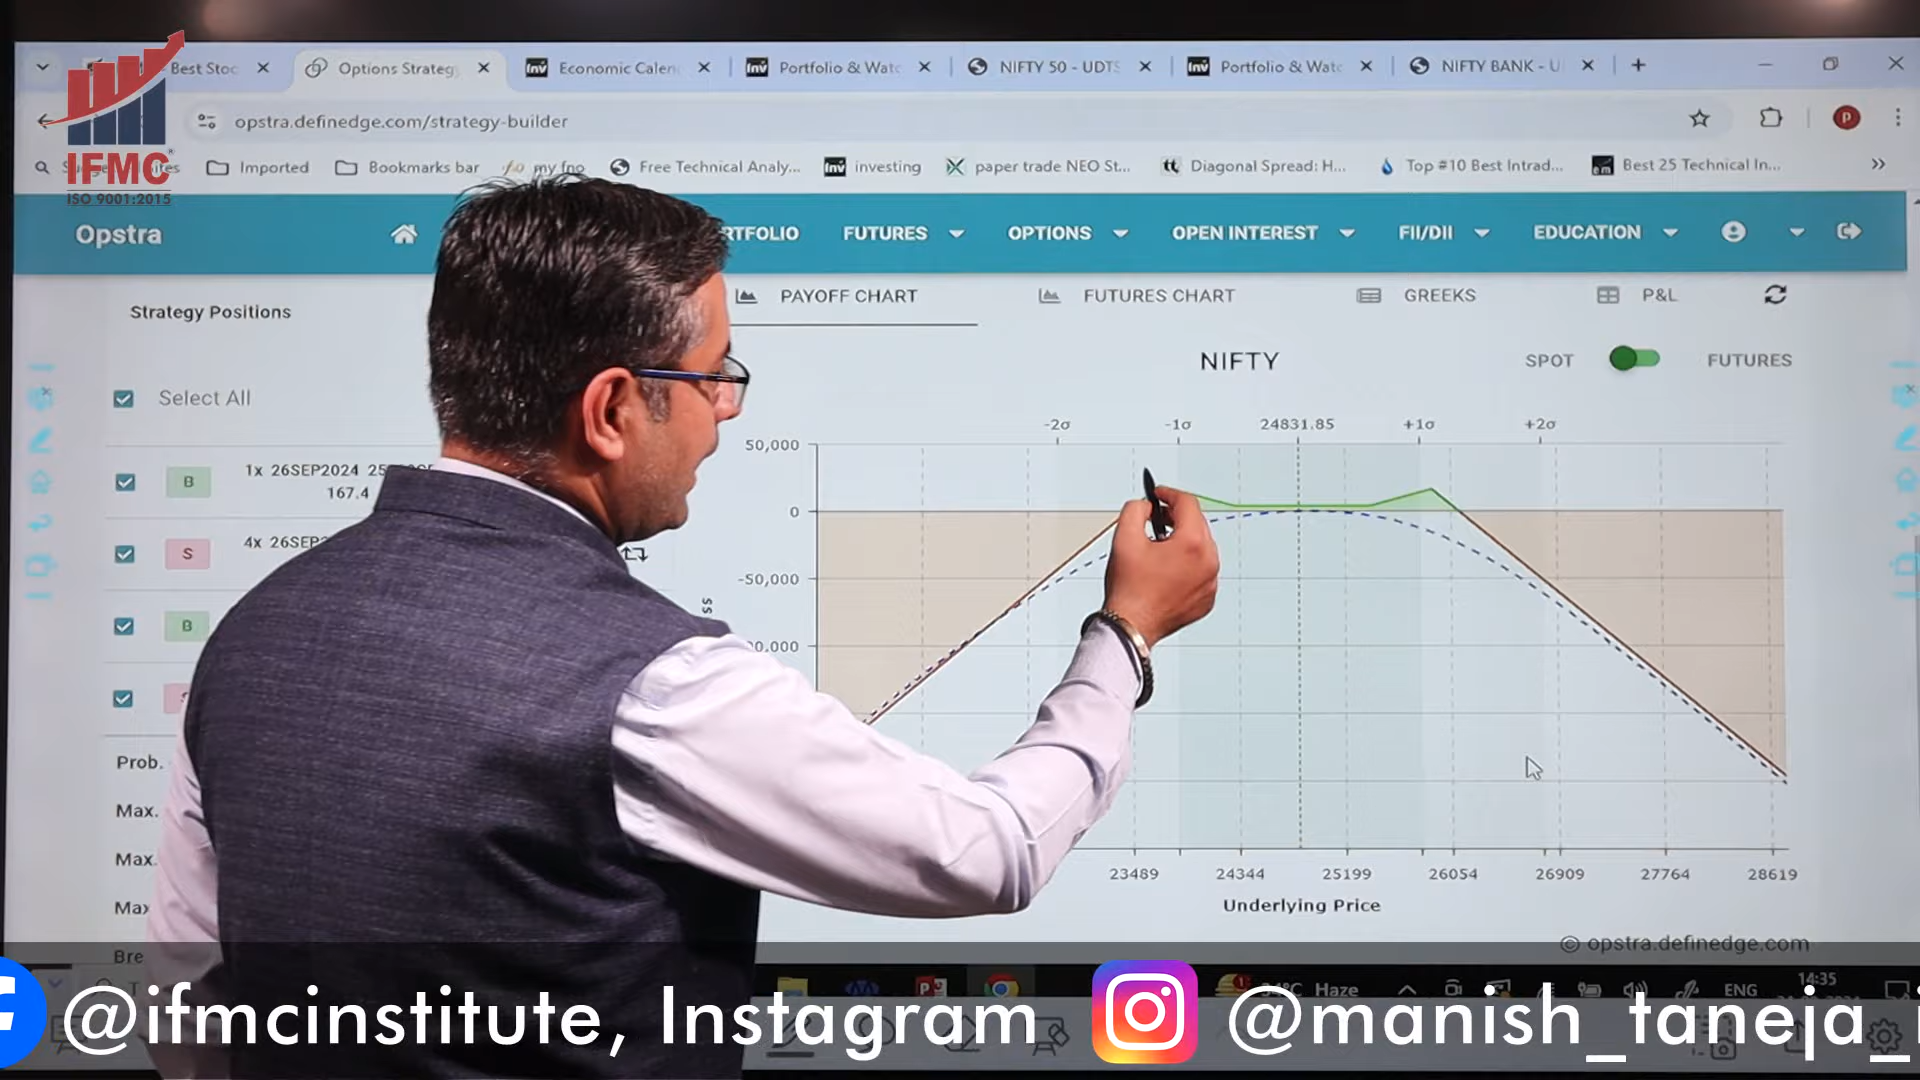 Best Stoc
Options Strateg
Economic Calen
Portfolio & Watc
NIFTY 50 - UDTS
Portfolio & Watc
NIFTY BANK - U
opstra.definedge.com/strategy-builder
P
Imported
Bookmarks bar
my fno
Free Technical Analy...
investing
paper trade NEO St...
Diagonal Spread: H...
Top #10 Best Intrad...
Best 25 Technical In...
IFMC
ISO 9001:2015
Opstra
RTFOLIO
FUTURES
OPTIONS
OPEN INTEREST
FII/DII
EDUCATION
Strategy Positions
PAYOFF CHART
FUTURES CHART
GREEKS
P&L
NIFTY
SPOT
FUTURES
Select All
-2σ
-1σ
24831.85
+1σ
+2σ
50,000
B
1x 26SEP2024 25
167.4
0
S
4x 26SEP
-50,000
B
Prob.
Max.
Max.
Max
Bre
23489
24344
25199
26054
26909
27764
28619
Underlying Price
© opstra.definedge.com
14:35
Haze
ENG
@ifmcinstitute, Instagram
@manish_taneja_